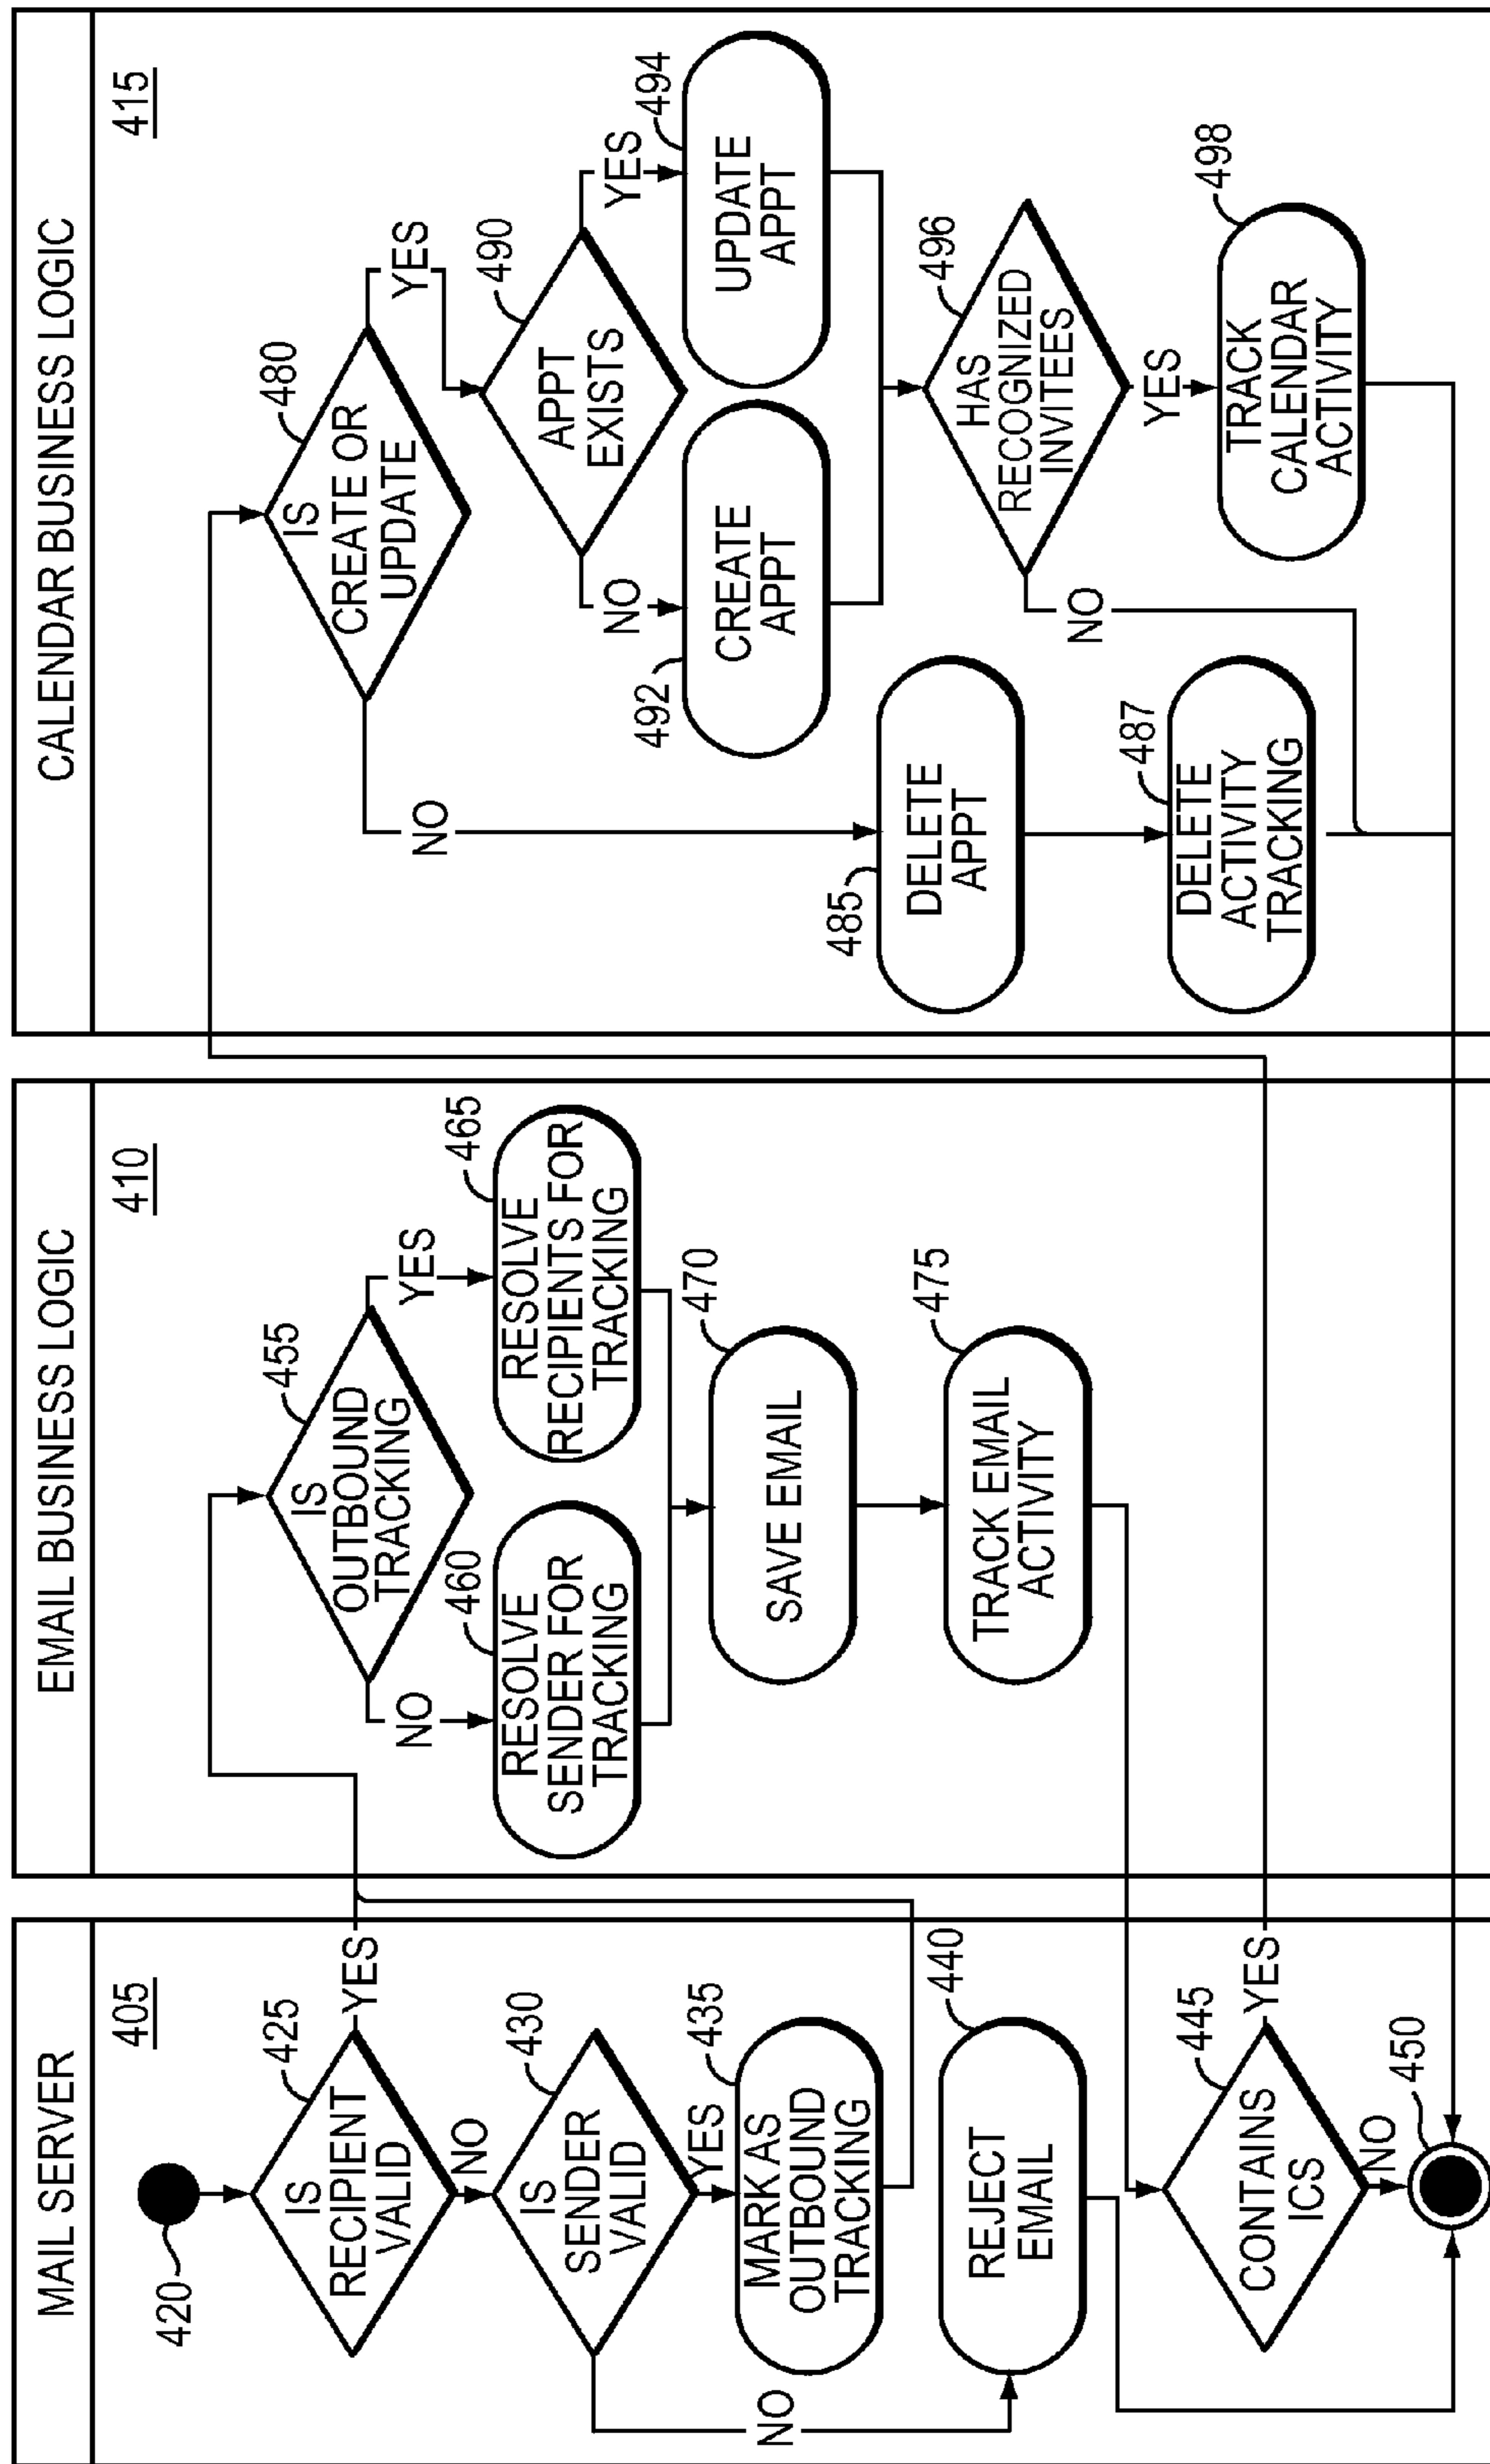 MAIL SERVER
405
420
IS
RECIPIENT
VALID
425
YES
NO
IS
SENDER
VALID
430
YES
NO
MARK AS
OUTBOUND
TRACKING
435
REJECT
EMAIL
440
CONTAINS
ICS
445
YES
NO
450
EMAIL BUSINESS LOGIC
410
IS
OUTBOUND
TRACKING
455
NO
YES
RESOLVE
SENDER FOR
TRACKING
460
RESOLVE
RECIPIENTS FOR
TRACKING
465
SAVE EMAIL
470
TRACK EMAIL
ACTIVITY
475
CALENDAR BUSINESS LOGIC
415
IS
CREATE OR
UPDATE
480
NO
YES
APPT
EXISTS
490
NO
YES
CREATE
APPT
492
UPDATE
APPT
494
DELETE
APPT
485
HAS
RECOGNIZED
INVITEES
496
NO
YES
DELETE
ACTIVITY
TRACKING
487
TRACK
CALENDAR
ACTIVITY
498